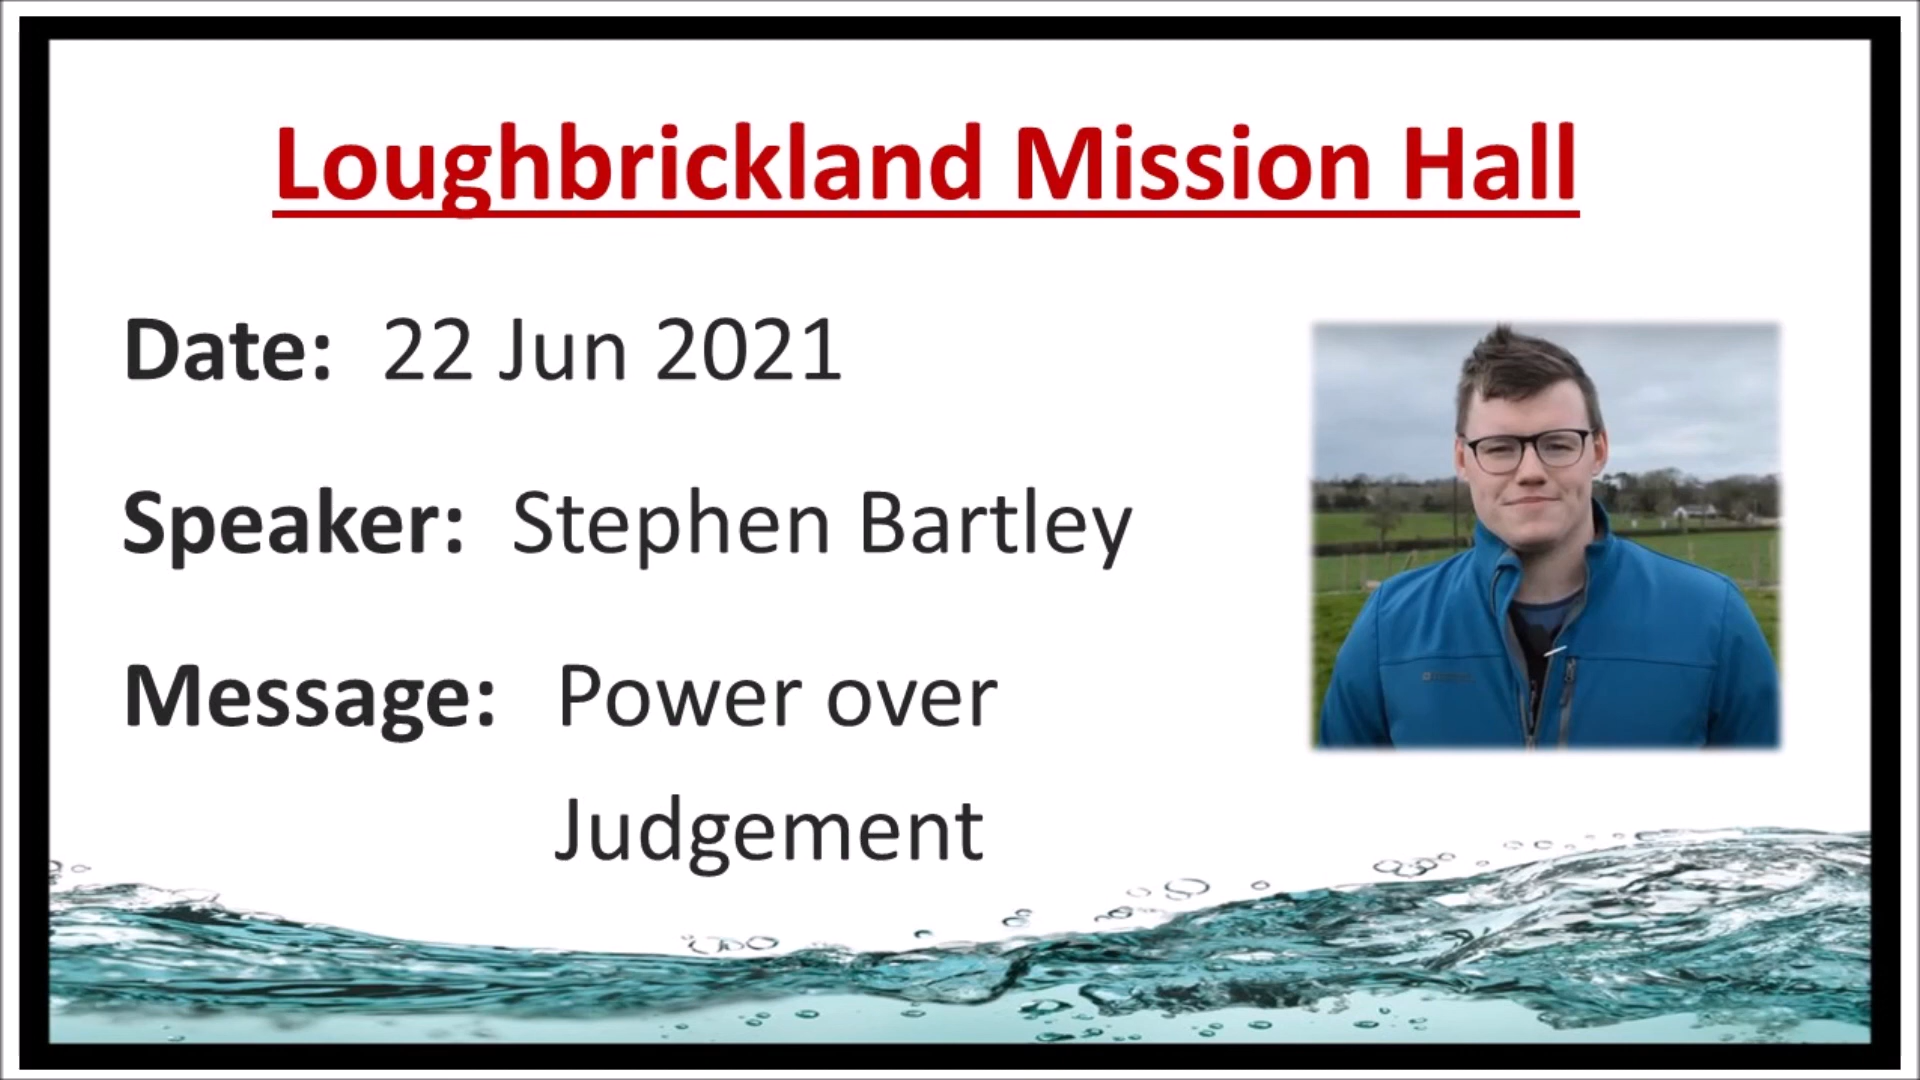 Loughbrickland Mission Hall
Date: 22 Jun 2021
Speaker: Stephen Bartley
Message: Power over
Judgement